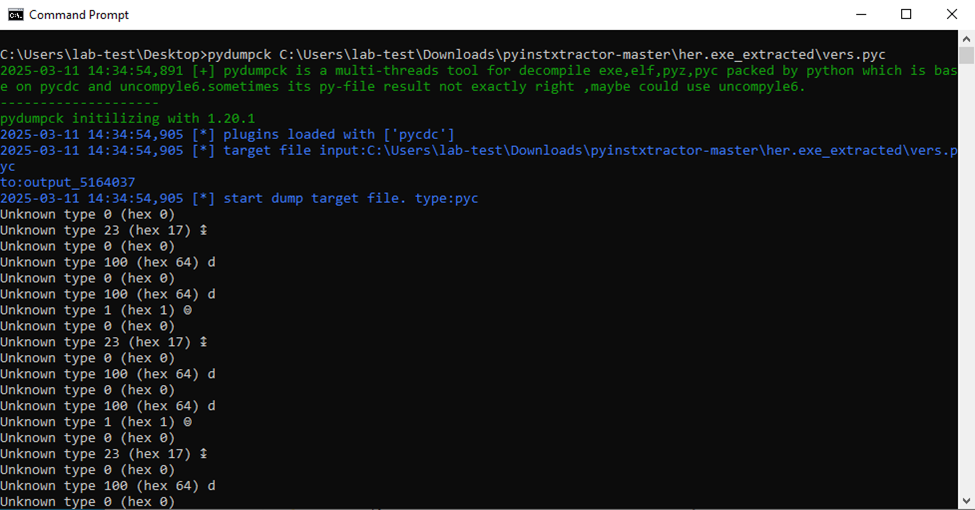 Command Prompt
C:\Users\lab-test\Desktop>pydumpck C:\Users\lab-test\Downloads\pyinstxtractor-master\her.exe_extracted\vers.pyc
2025-03-11 14:34:54,891 [+] pydumpck is a multi-threads tool for decompile exe,elf,pyz,pyc packed by python which is bas
e on pycdc and uncompyle6.sometimes its py-file result not exactly right ,maybe could use uncompyle6.
--------------------
pydumpck initilizing with 1.20.1
2025-03-11 14:34:54,905 [*] plugins loaded with ['pycdc']
2025-03-11 14:34:54,905 [*] target file input:C:\Users\lab-test\Downloads\pyinstxtractor-master\her.exe_extracted\vers.p
yc
to:output_5164037
2025-03-11 14:34:54,905 [*] start dump target file. type:pyc
Unknown type 0 (hex 0)
Unknown type 23 (hex 17) ↨
Unknown type 0 (hex 0)
Unknown type 100 (hex 64) d
Unknown type 0 (hex 0)
Unknown type 100 (hex 64) d
Unknown type 1 (hex 1) ☺
Unknown type 0 (hex 0)
Unknown type 23 (hex 17) ↨
Unknown type 0 (hex 0)
Unknown type 100 (hex 64) d
Unknown type 0 (hex 0)
Unknown type 100 (hex 64) d
Unknown type 1 (hex 1) ☺
Unknown type 0 (hex 0)
Unknown type 23 (hex 17) ↨
Unknown type 0 (hex 0)
Unknown type 100 (hex 64) d
Unknown type 0 (hex 0)